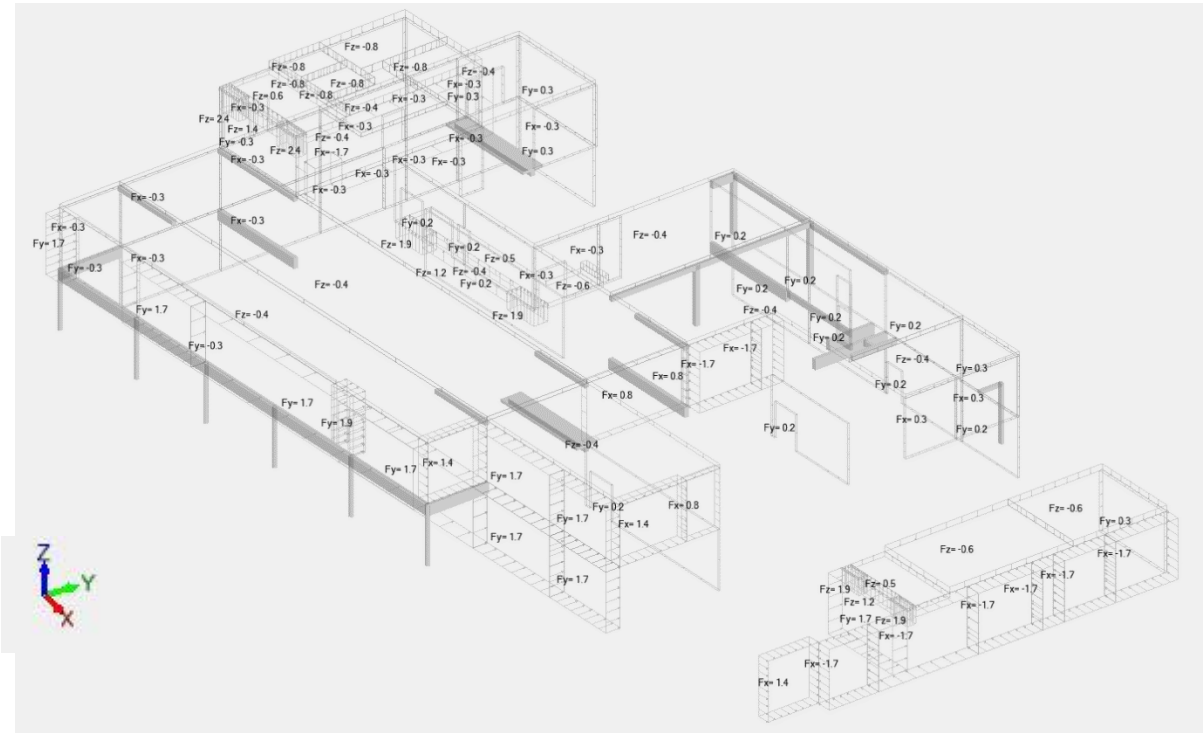 Fz= -0.8
Fz= -0.8
Fz= -0.8
Fz= -0.4
Fz= -0.8
Fz= -0.8
Fx= -0.3
Fy= 0.3
Fz= 0.6
Fz= -0.8
Fx= -0.3
Fy= 0.3
Fx= -0.3
Fz= -0.4
Fz= 2.4
Fz= 1.4
Fx= -0.3
Fx= -0.3
Fy= -0.3
Fz= 2.4
Fz= -0.4
Fx= -0.3
Fx= -1.7
Fy= 0.3
Fx= -0.3
Fx= -0.3
Fx= -0.3
Fx= -0.3
Fx= -0.3
Fx= -0.3
Fx= -0.3
Fx= -0.3
Fy= 0.2
Fz= -0.4
Fy= 0.2
Fy= 1.7
Fz= 1.9
Fy= 0.2
Fx= -0.3
Fx= -0.3
Fz= 0.5
Fy= -0.3
Fz= 1.2
Fz= -0.4
Fx= -0.3
Fz= -0.4
Fy= 0.2
Fz= -0.6
Fy= 0.2
Fy= 0.2
Fy= 1.7
Fz= -0.4
Fz= 1.9
Fz= -0.4
Fy= 0.2
Fy= 0.2
Fy= 0.2
Fy= -0.3
Fx= -1.7
Fz= -0.4
Fx= -1.7
Fy= 0.3
Fx= 0.8
Fy= 0.2
Fx= 0.8
Fx= 0.3
Fy= 1.7
Fx= 0.3
Fy= 1.9
Fy= 0.2
Fy= 0.2
Fz= -0.4
Fy= 1.7
Fx= 1.4
Fy= 1.7
Fy= 0.2
Fx= 0.8
Fz= -0.6
Fy= 1.7
Fx= 1.4
Fy= 0.3
Fy= 1.7
Fz= -0.6
Fx= -1.7
Z
Fy= 1.7
Fx= -1.7
Y
Fz= 1.9
Fz= 0.5
Fx= -1.7
Fz= 1.2
Fx= -1.7
X
Fy= 1.7
Fz= 1.9
Fx= -1.7
Fx= -1.7
Fx= 1.4